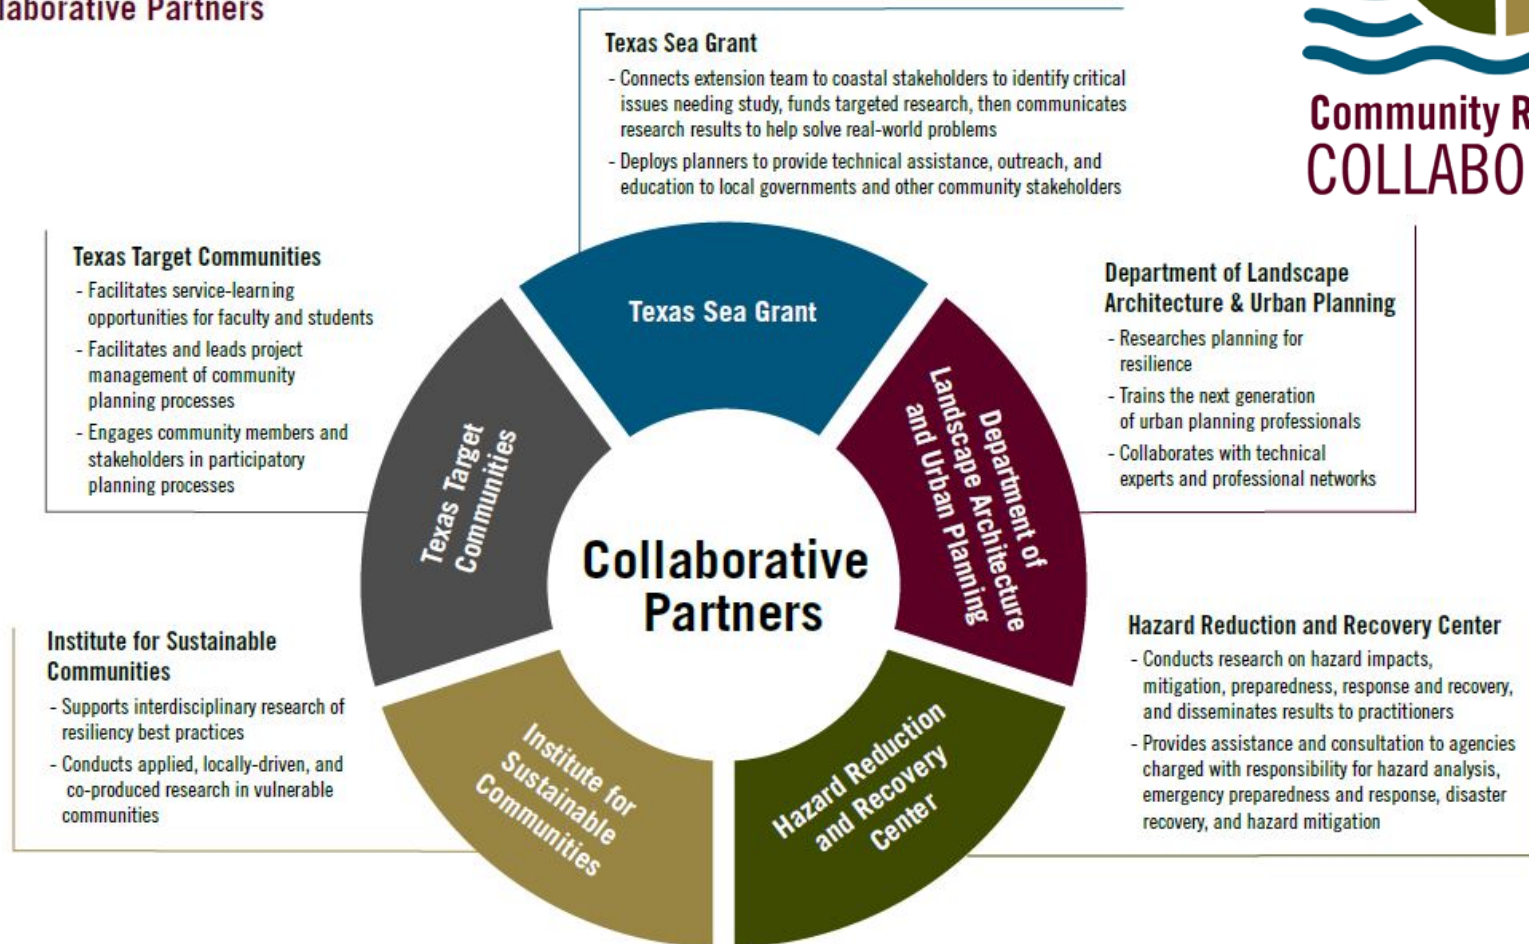 Partners
Texas Sea Grant
- Connects extension team to coastal stakeholders to identify critical
issues needing study, funds targeted research, then communicates
research results to help solve real-world problems
- Deploys planners to provide technical assistance, outreach, and
education to local governments and other community stakeholders
Community
Texas Target Communities
- Facilitates service-learning
opportunities for faculty and students
- Facilitates and leads project
management of community
planning processes
- Engages community members and
stakeholders in participatory
planning processes
Department of Landscape
Architecture & Urban Planning
- Researches planning for
resilience
- Trains the next generation
of urban planning professionals
- Collaborates with technical
experts and professional networks
Institute for Sustainable
Communities
- Supports interdisciplinary research of
resiliency best practices
- Conducts applied, locally-driven, and
co-produced research in vulnerable
communities
Hazard Reduction and Recovery Center
- Conducts research on hazard impacts,
mitigation, preparedness, response and recovery,
and disseminates results to practitioners
- Provides assistance and consultation to agencies
charged with responsibility for hazard analysis,
emergency preparedness and response, disaster
recovery, and hazard mitigation
Texas Sea Grant
Department of
Landscape Architecture
and Urban Planning
Hazard Reduction
and Recovery
Center
Institute for
Sustainable
Communities
Texas Target
Communities
Collaborative
Partners